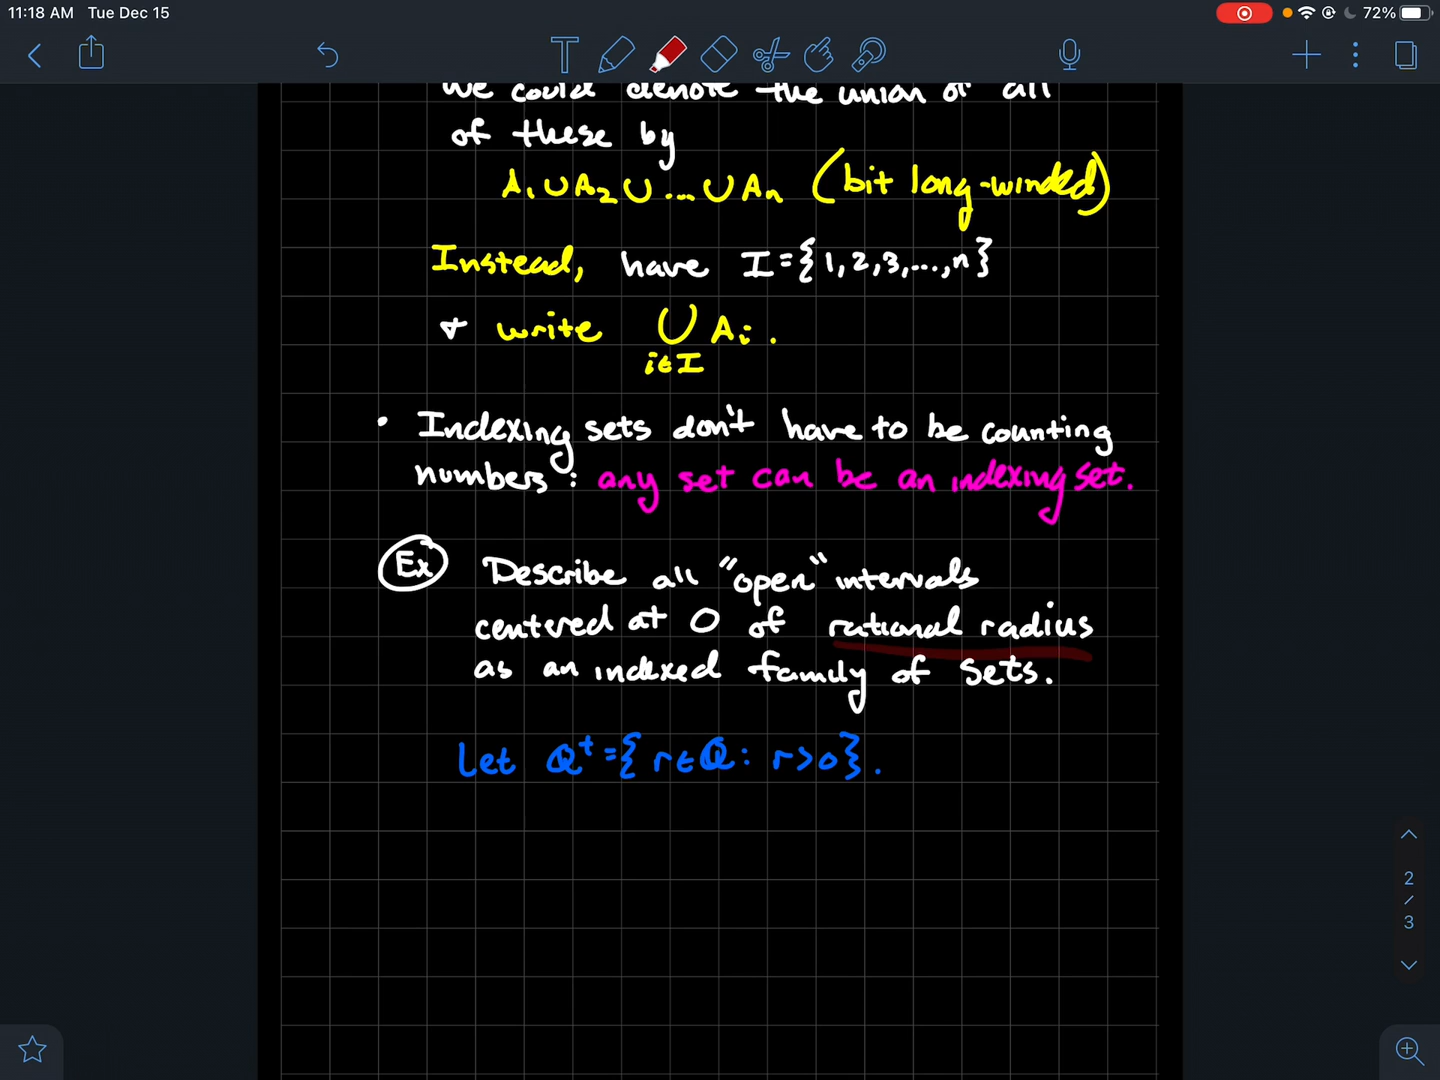 11:18 AM Tue Dec 15
72%
we could denote the union of all
of these by
A₁∪A₂∪...∪Aₙ (bit long-winded)
Instead, have I={1,2,3,...,n}
& write ⋃ Aᵢ.
i∈I
• Indexing sets don't have to be counting
numbers: any set can be an indexing set.
Ex Describe all "open" intervals
centered at 0 of rational radius
as an indexed family of sets.
Let ℚ⁺={r∈ℚ: r>0}.
2
/
3